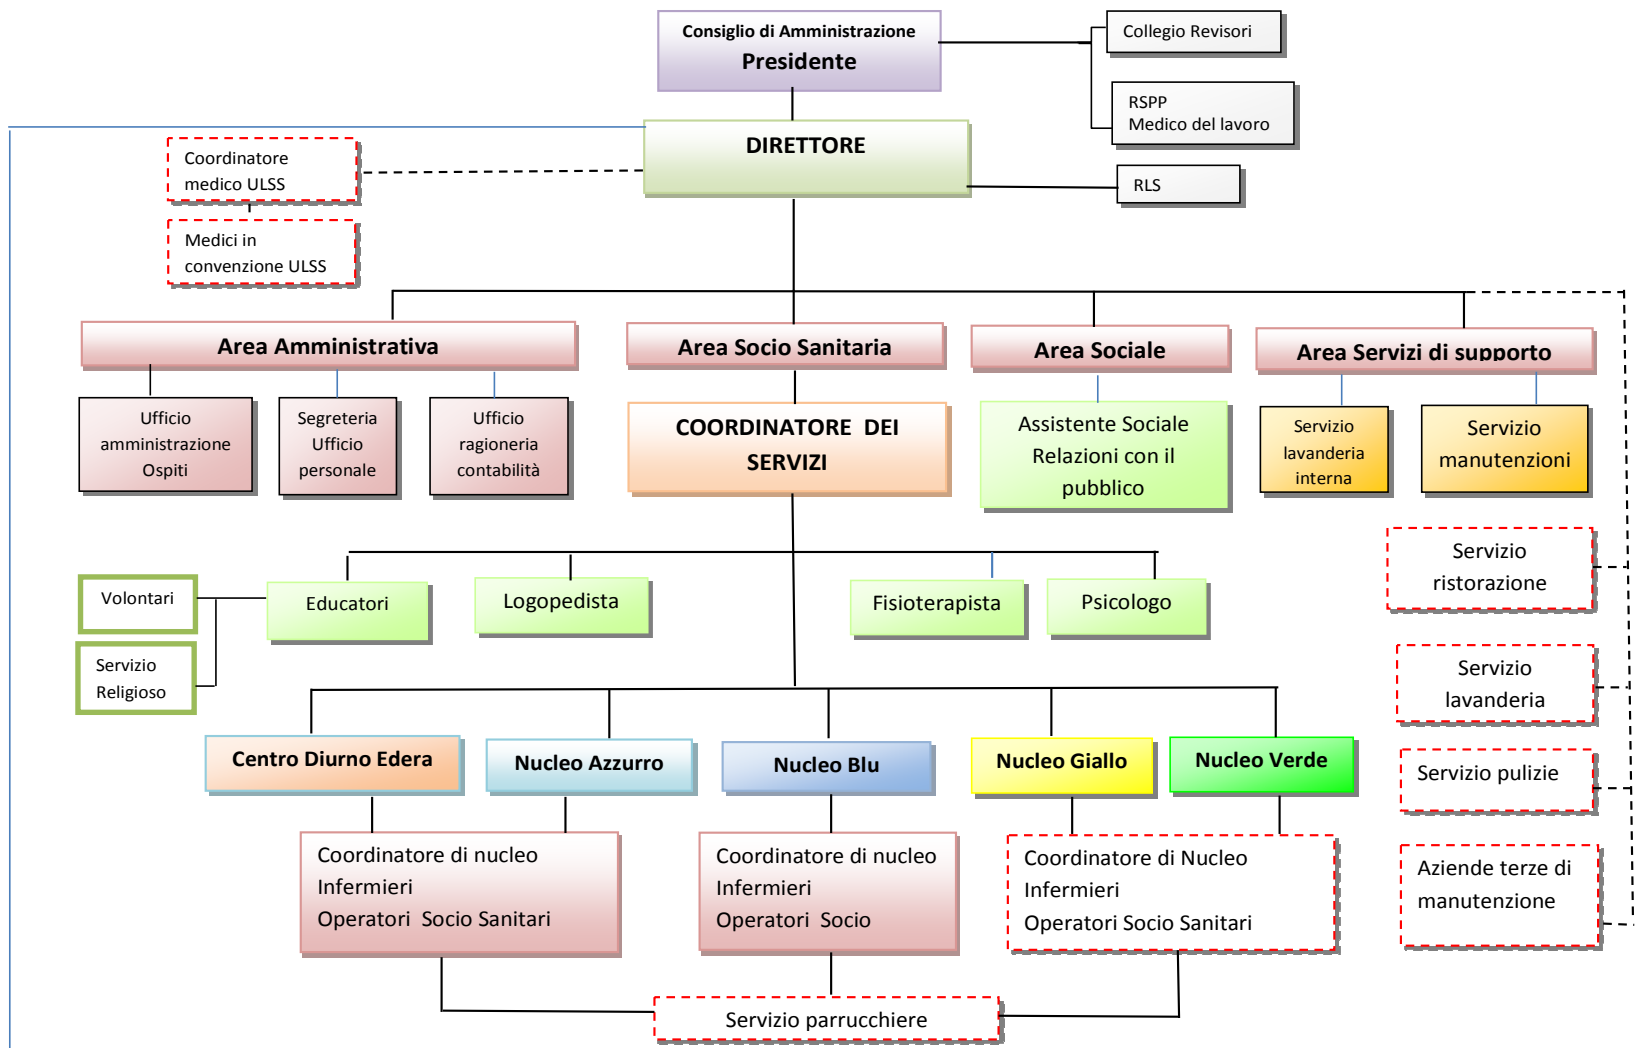 Consiglio di Amministrazione
Presidente
Collegio Revisori
RSPP
Medico del lavoro
DIRETTORE
RLS
Coordinatore
medico ULSS
Medici in
convenzione ULSS
Area Amministrativa
Area Socio Sanitaria
Area Sociale
Area Servizi di supporto
Ufficio
amministrazione
Ospiti
Segreteria
Ufficio
personale
Ufficio
ragioneria
contabilità
COORDINATORE DEI
SERVIZI
Assistente Sociale
Relazioni con il
pubblico
Servizio
lavanderia
interna
Servizio
manutenzioni
Servizio
ristorazione
Volontari
Educatori
Logopedista
Fisioterapista
Psicologo
Servizio
Religioso
Servizio
lavanderia
Centro Diurno Edera
Nucleo Azzurro
Nucleo Blu
Nucleo Giallo
Nucleo Verde
Servizio pulizie
Coordinatore di nucleo
Infermieri
Operatori Socio Sanitari
Coordinatore di nucleo
Infermieri
Operatori Socio
Coordinatore di Nucleo
Infermieri
Operatori Socio Sanitari
Aziende terze di
manutenzione
Servizio parrucchiere